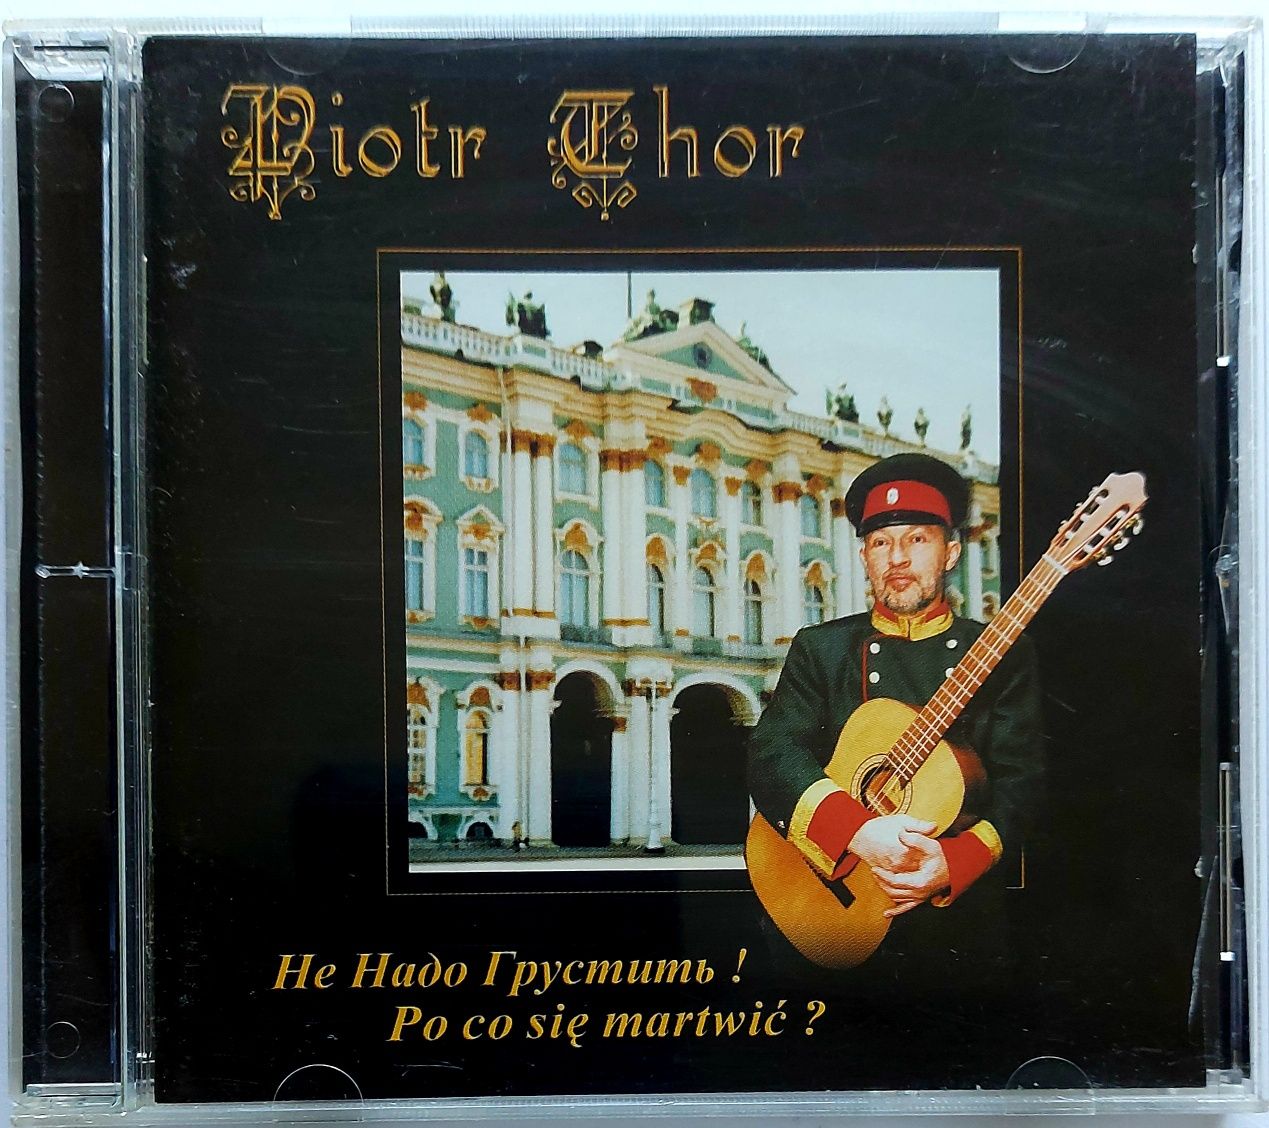 Piotr Thor
Не Надо Грустить !
Po co się martwić ?